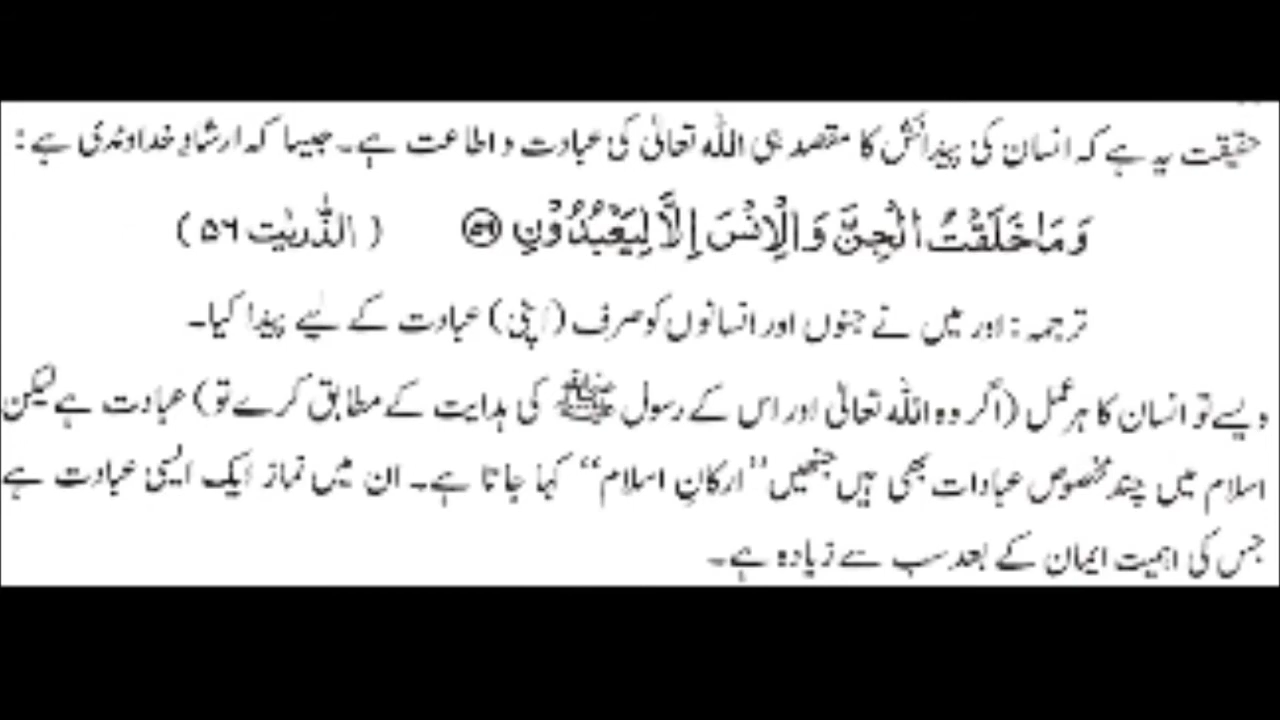 حقیقت یہ ہے کہ انسان کی پیدائش کا مقصد ہی اللہ تعالیٰ کی عبادت و اطاعت ہے۔ جیسا کہ ارشادِ خداوندی ہے:
وَمَا خَلَقْتُ الْجِنَّ وَالْاِنْسَ اِلَّا لِيَعْبُدُوْنِ ﴿۵۶﴾ (الذّٰریٰت ۵۶)
ترجمہ: اور میں نے جنوں اور انسانوں کو صرف (اپنی) عبادت کے لیے پیدا کیا۔
ویسے تو انسان کا ہر عمل (اگر وہ اللہ تعالیٰ اور اس کے رسول ﷺ کی ہدایت کے مطابق کرے تو) عبادت ہے لیکن
اسلام میں چند مخصوص عبادات بھی ہیں جنھیں ”ارکانِ اسلام“ کہا جاتا ہے۔ ان میں نماز ایک ایسی عبادت ہے
جس کی اہمیت ایمان کے بعد سب سے زیادہ ہے۔